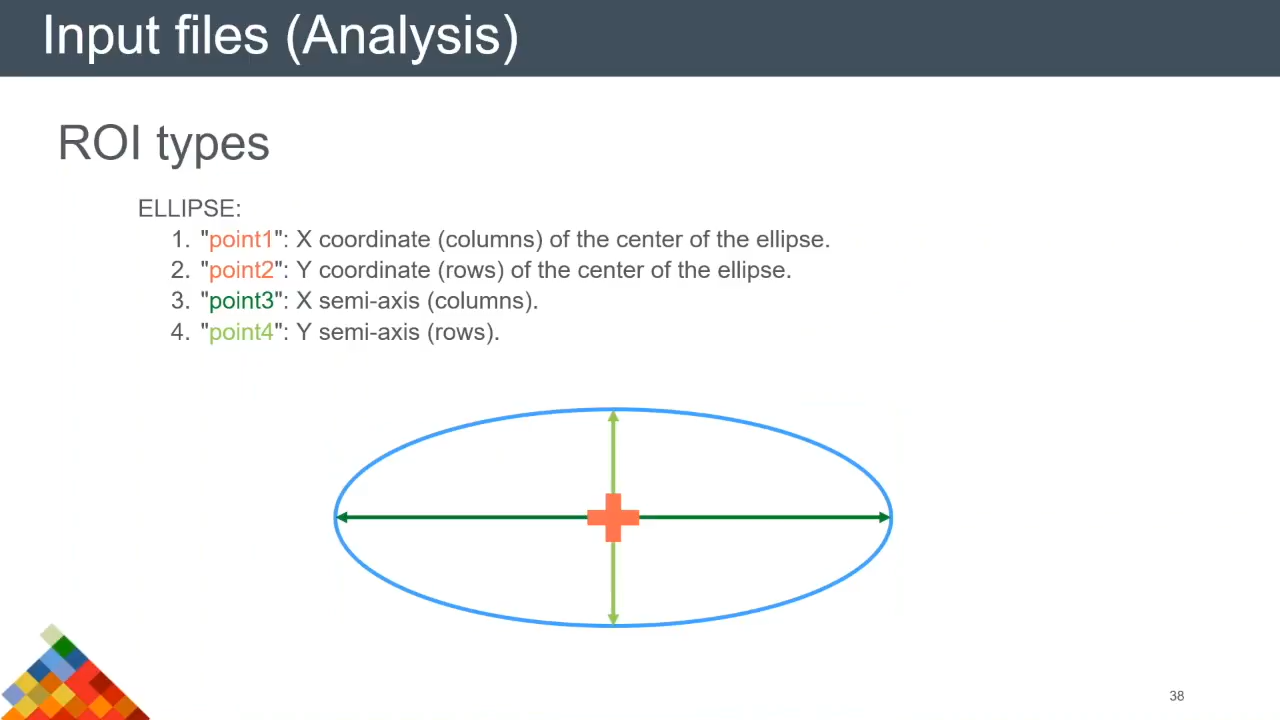 Input files (Analysis)
ROI types
ELLIPSE:
1. "point1": X coordinate (columns) of the center of the ellipse.
2. "point2": Y coordinate (rows) of the center of the ellipse.
3. "point3": X semi-axis (columns).
4. "point4": Y semi-axis (rows).
38